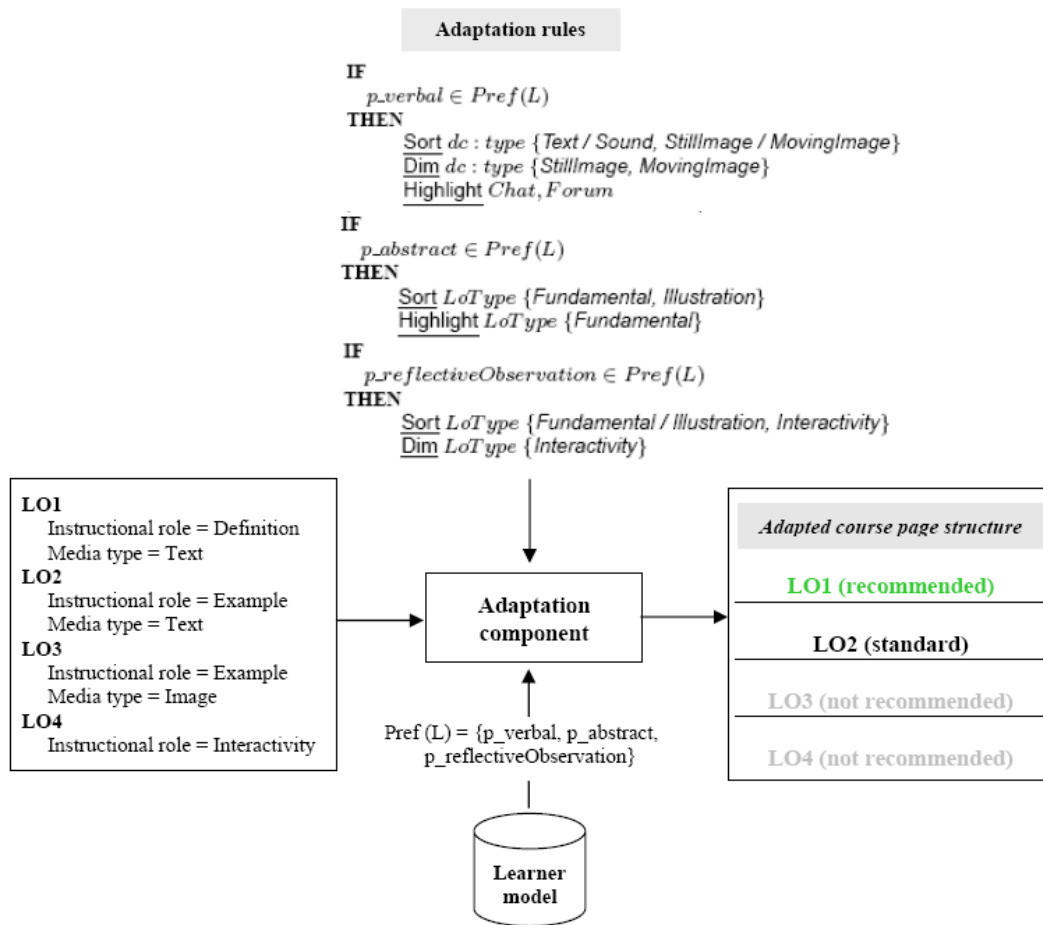 Adaptation rules
IF
p_verbal ∈ Pref(L)
THEN
Sort dc : type {Text / Sound, StillImage / MovingImage}
Dim dc : type {StillImage, MovingImage}
Highlight Chat, Forum
IF
p_abstract ∈ Pref(L)
THEN
Sort LoType {Fundamental, Illustration}
Highlight LoType {Fundamental}
IF
p_reflectiveObservation ∈ Pref(L)
THEN
Sort LoType {Fundamental / Illustration, Interactivity}
Dim LoType {Interactivity}
LO1
Instructional role = Definition
Media type = Text
LO2
Instructional role = Example
Media type = Text
LO3
Instructional role = Example
Media type = Image
LO4
Instructional role = Interactivity
Adaptation
component
Pref (L) = {p_verbal, p_abstract,
p_reflectiveObservation}
Learner
model
Adapted course page structure
LO1 (recommended)
LO2 (standard)
LO3 (not recommended)
LO4 (not recommended)